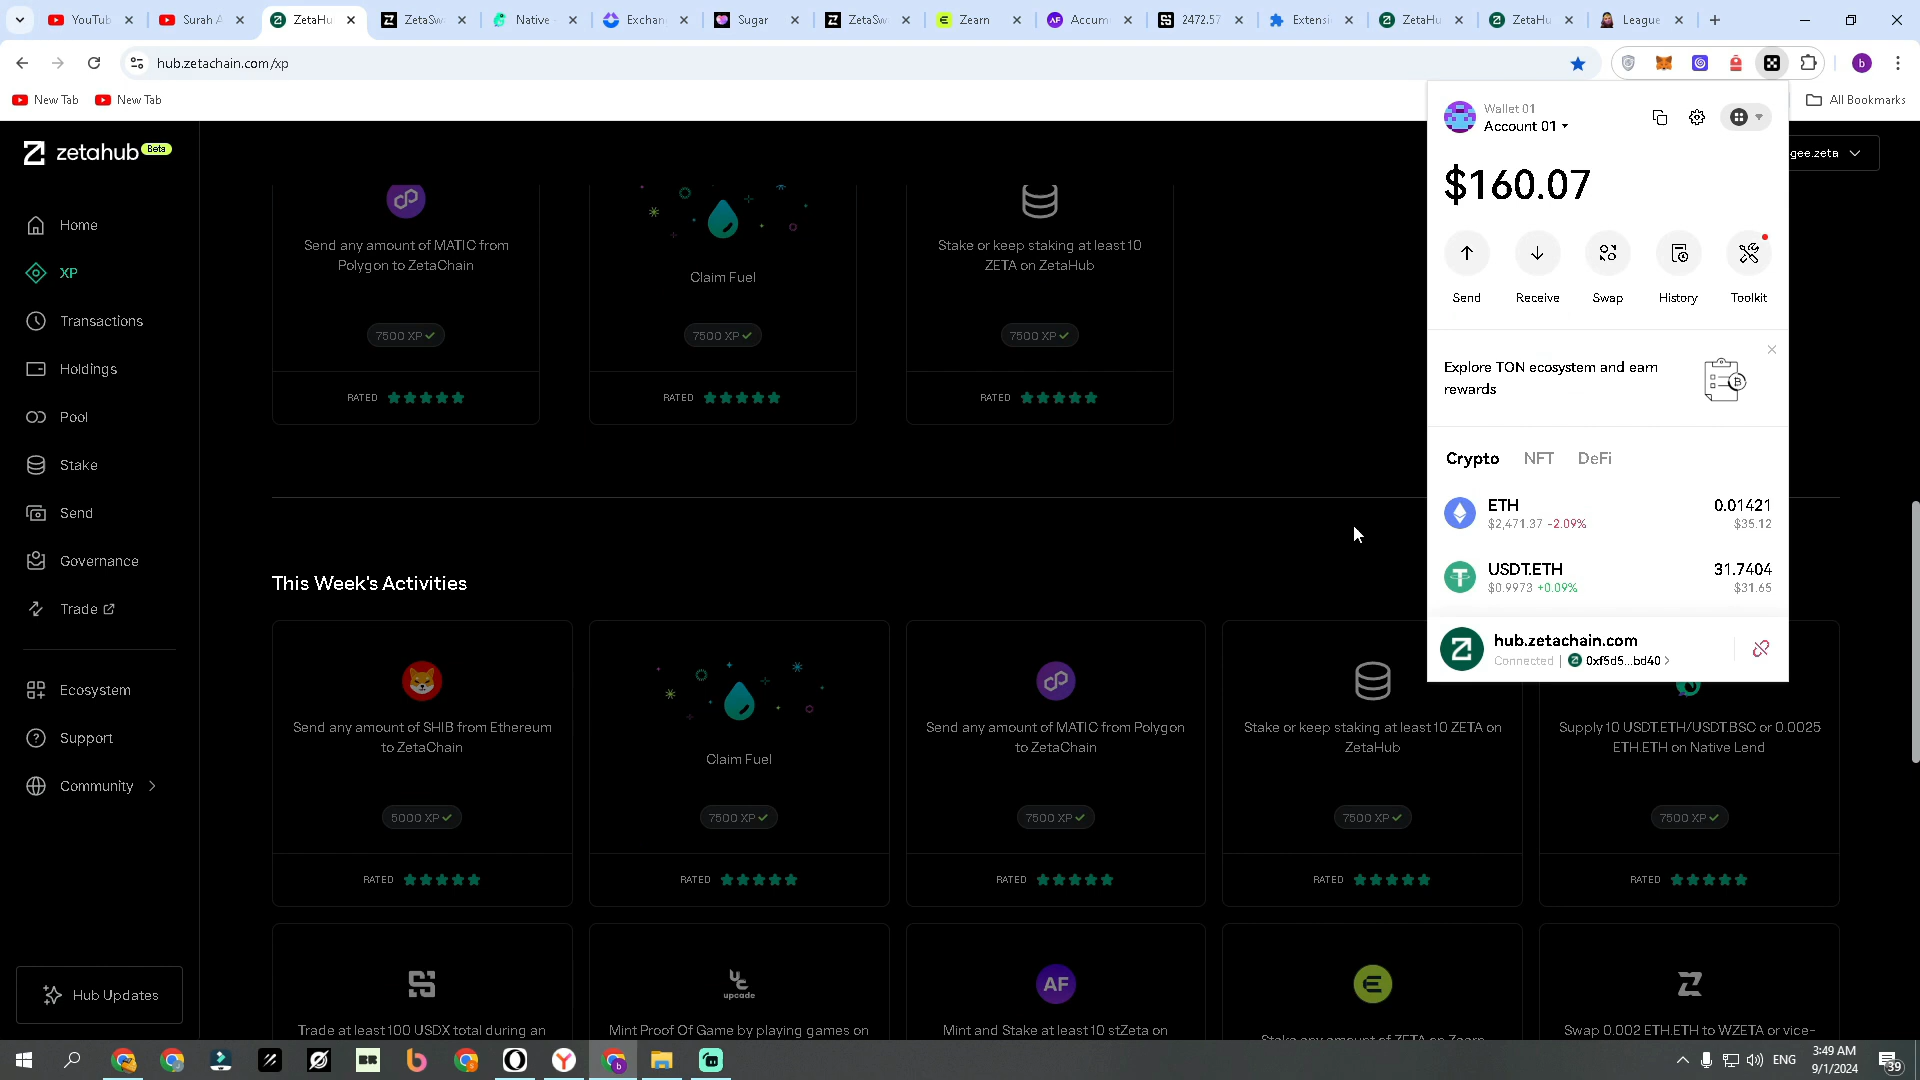 YouTub
Surah A
ZetaHu
ZetaSw
Native -
Exchan
Sugar
ZetaSw
Zearn
Accum
2472.57
Extensi
ZetaHu
ZetaHu
League
hub.zetachain.com/xp
New Tab
New Tab
All Bookmarks
zetahub Beta
gee.zeta
Home
XP
Transactions
Holdings
Pool
Stake
Send
Governance
Trade
Ecosystem
Support
Community
Hub Updates
Send any amount of MATIC from
Polygon to ZetaChain
7500 XP
RATED
Claim Fuel
7500 XP
RATED
Stake or keep staking at least 10
ZETA on ZetaHub
7500 XP
RATED
This Week's Activities
Send any amount of SHIB from Ethereum
to ZetaChain
5000 XP
RATED
Claim Fuel
7500 XP
RATED
Send any amount of MATIC from Polygon
to ZetaChain
7500 XP
RATED
Stake or keep staking at least 10 ZETA on
ZetaHub
7500 XP
RATED
Supply 10 USDT.ETH/USDT.BSC or 0.0025
ETH.ETH on Native Lend
7500 XP
RATED
Trade at least 100 USDX total during an
upcade
Mint Proof Of Game by playing games on
AF
Mint and Stake at least 10 stZeta on
Stake any amount of ZETA on Zearn
Swap 0.002 ETH.ETH to WZETA or vice-
Wallet 01
Account 01
$160.07
Send
Receive
Swap
History
Toolkit
Explore TON ecosystem and earn
rewards
Crypto
NFT
DeFi
ETH
0.01421
$2,471.37 -2.09%
$35.12
USDT.ETH
31.7404
$0.9973 +0.09%
$31.65
hub.zetachain.com
Connected | 0xf5d5...bd40
ENG
3:49 AM
9/1/2024
39